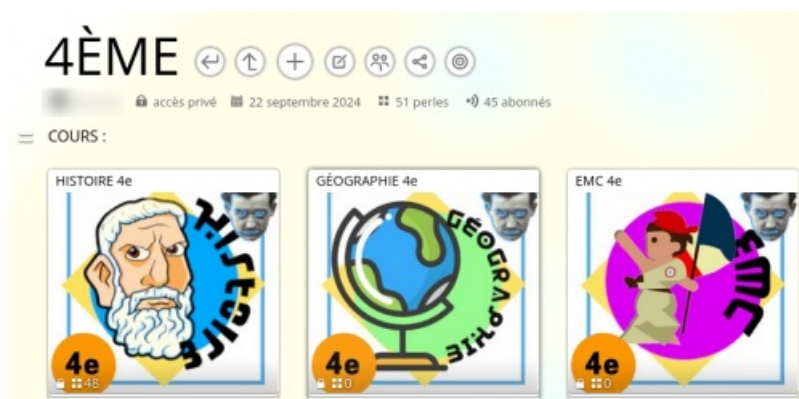 4ÈME
accès privé 22 septembre 2024 51 perles 45 abonnés
COURS :
HISTOIRE 4e
HISTOIRE
4e
48
GÉOGRAPHIE 4e
GÉOGRAPHIE
4e
0
EMC 4e
EMC
4e
0